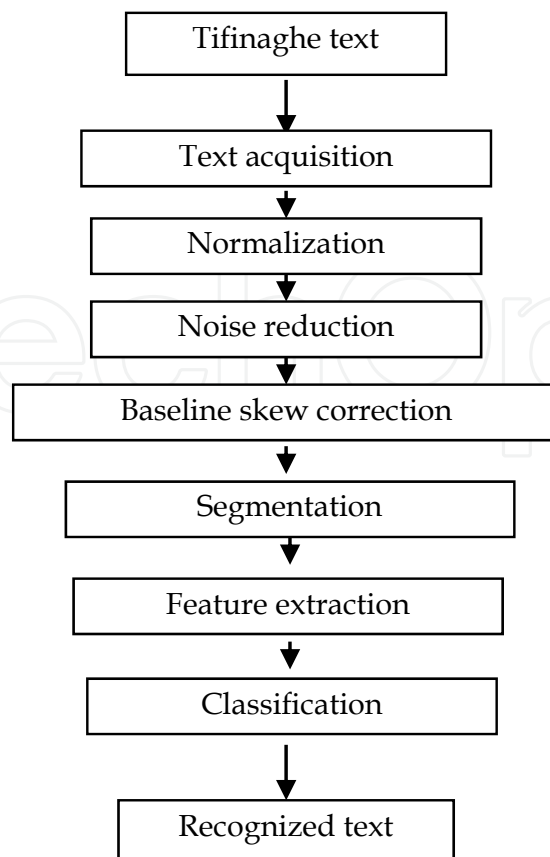 Tifinaghe text
Text acquisition
Normalization
Noise reduction
Baseline skew correction
Segmentation
Feature extraction
Classification
Recognized text